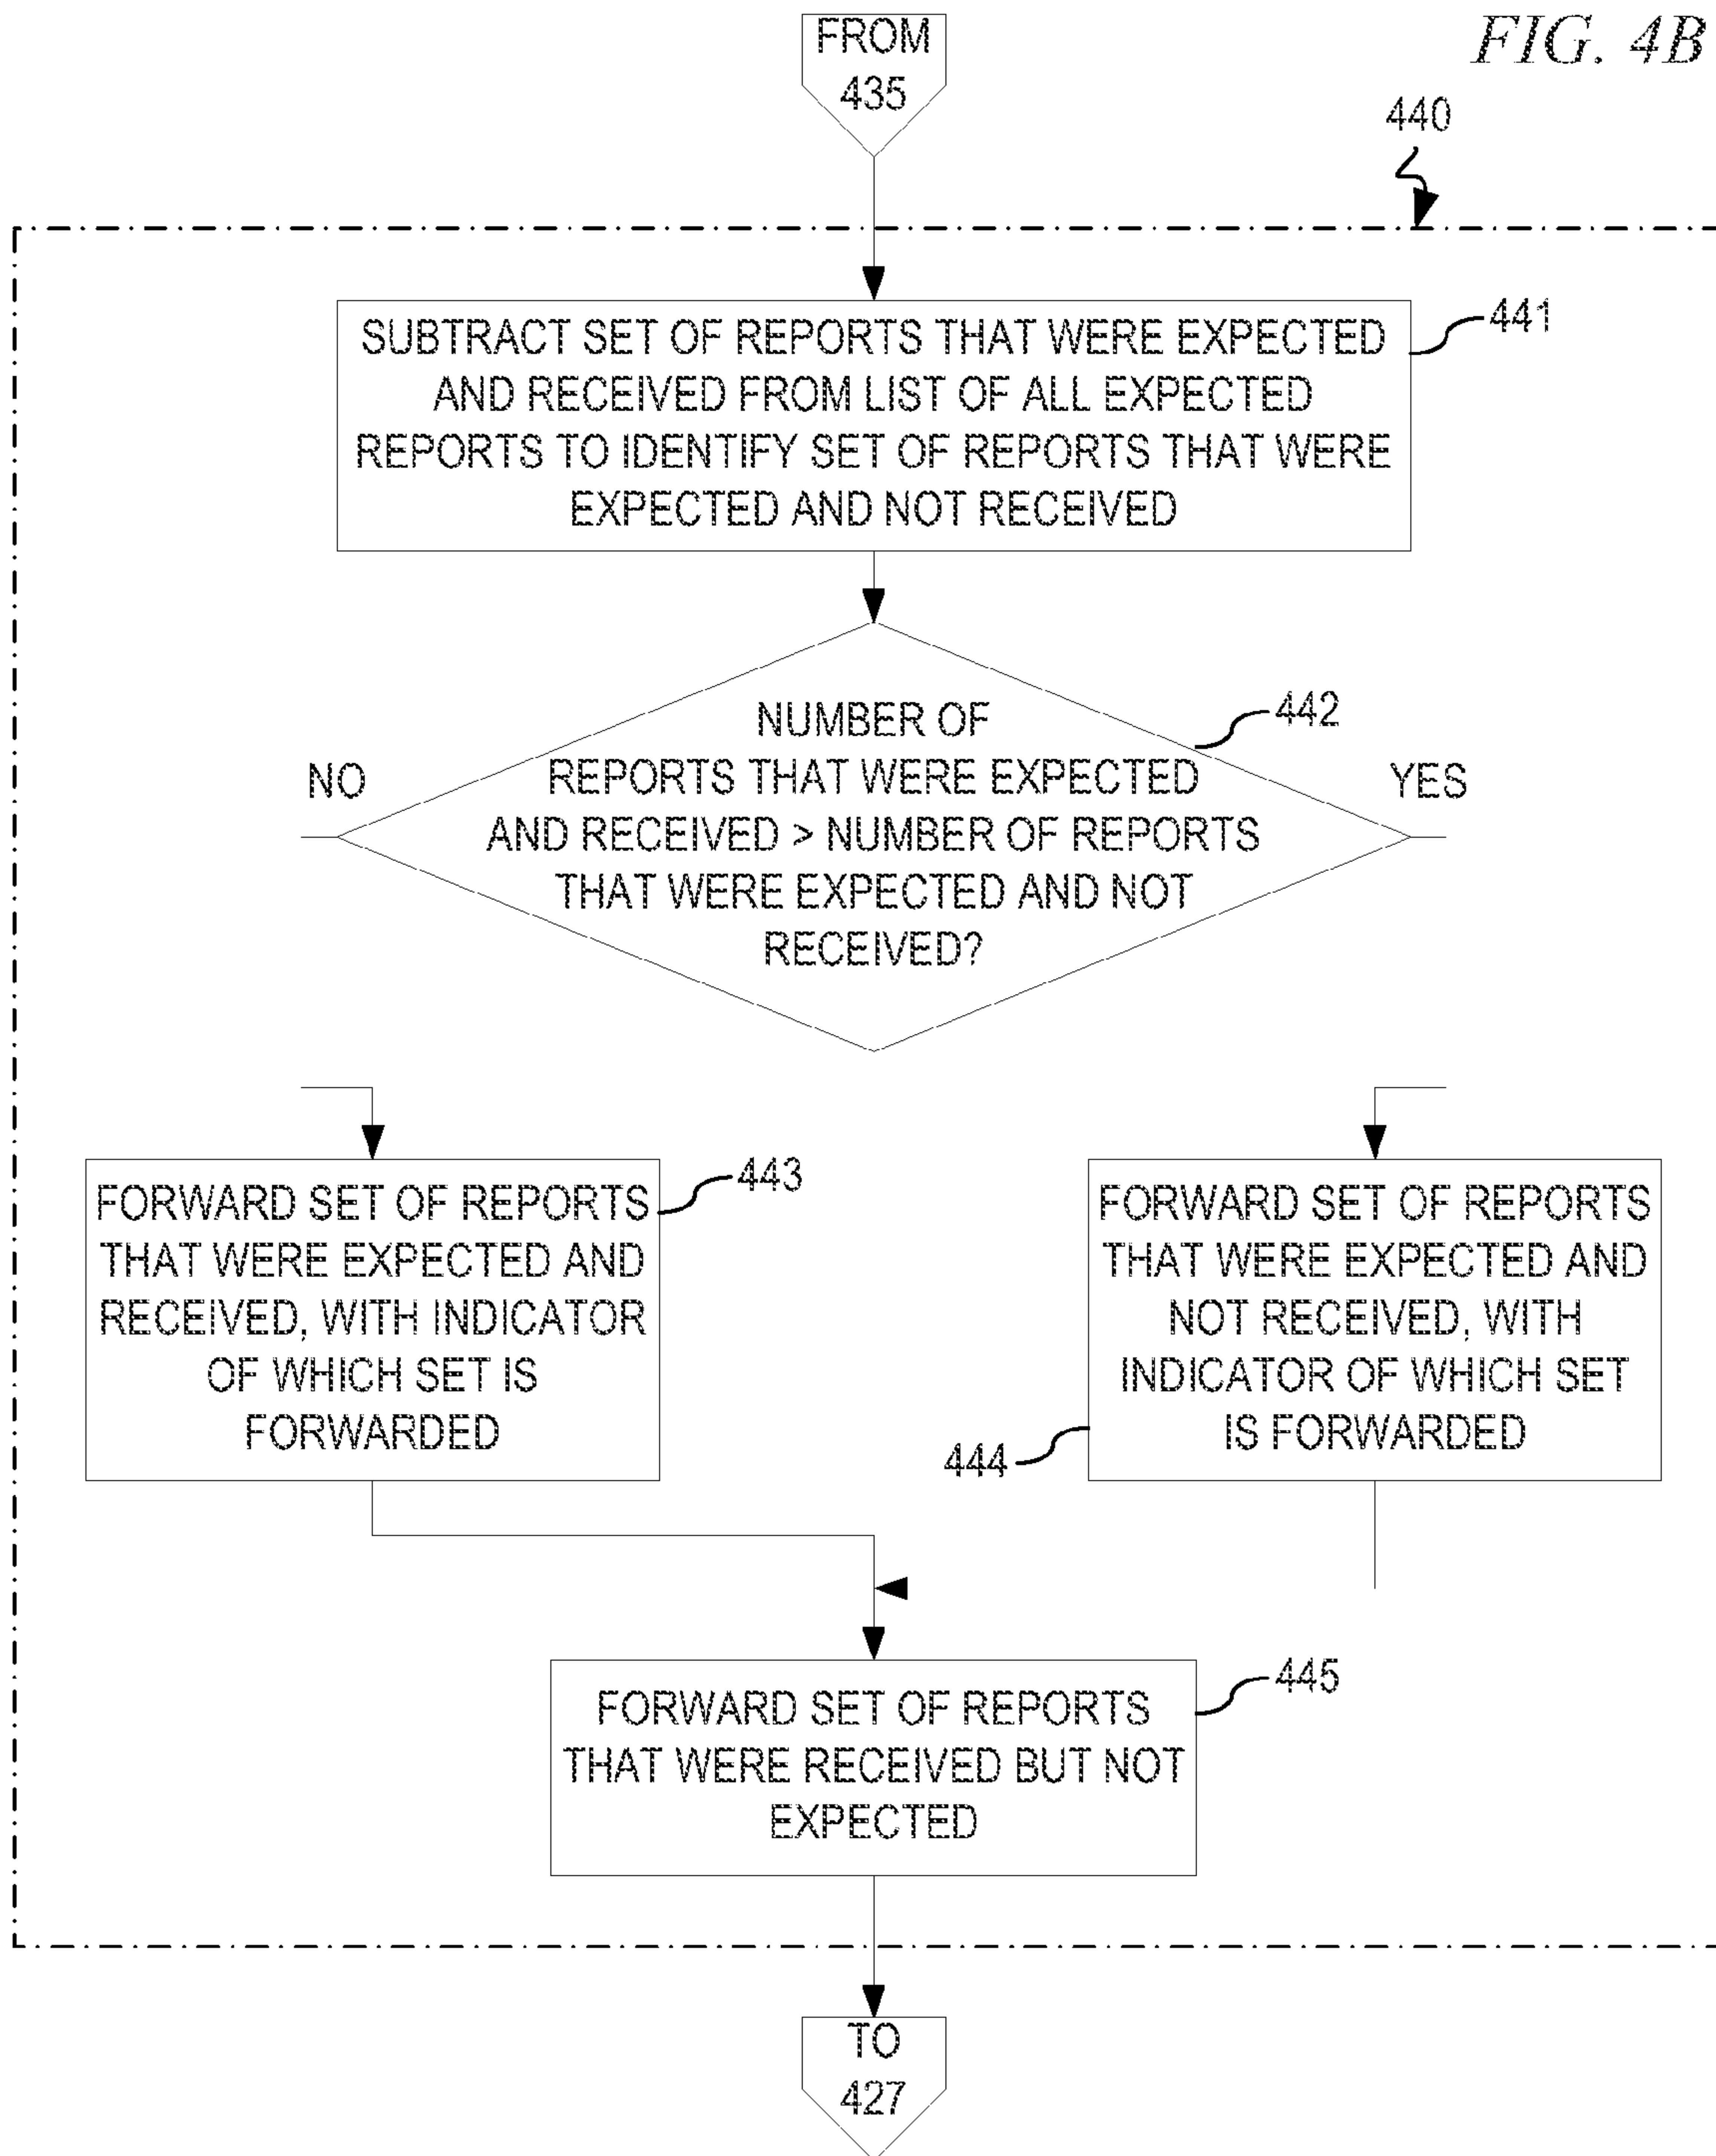 FROM
435
FIG. 4B
440
SUBTRACT SET OF REPORTS THAT WERE EXPECTED
AND RECEIVED FROM LIST OF ALL EXPECTED
REPORTS TO IDENTIFY SET OF REPORTS THAT WERE
EXPECTED AND NOT RECEIVED
441
NUMBER OF
REPORTS THAT WERE EXPECTED
AND RECEIVED > NUMBER OF REPORTS
THAT WERE EXPECTED AND NOT
RECEIVED?
442
NO
YES
FORWARD SET OF REPORTS
THAT WERE EXPECTED AND
RECEIVED, WITH INDICATOR
OF WHICH SET IS
FORWARDED
443
FORWARD SET OF REPORTS
THAT WERE EXPECTED AND
NOT RECEIVED, WITH
INDICATOR OF WHICH SET
IS FORWARDED
444
FORWARD SET OF REPORTS
THAT WERE RECEIVED BUT NOT
EXPECTED
445
TO
427